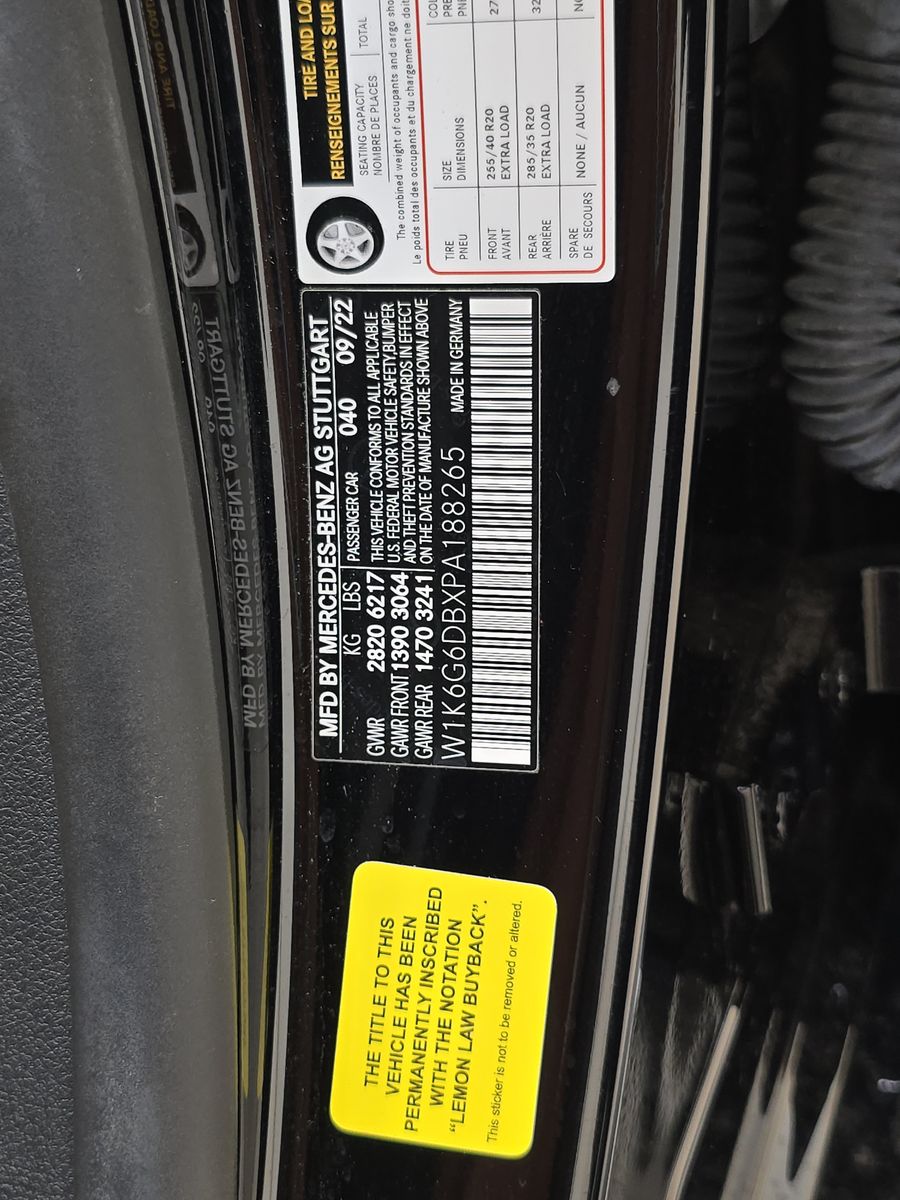 TIRE AND
RENSEIGNEMENTS SUR
SEATING CAPACITY
NOMBRE DE PLACES
TOTAL
The combined weight of occupants and cargo
Le poids total des occupants et du chargement ne
TIRE
PNEU
SIZE
DIMENSIONS
FRONT
AVANT
255/40 R20
EXTRA LOAD
REAR
ARRIÈRE
285/35 R20
EXTRA LOAD
SPARE
DE SECOURS
NONE / AUCUN
MFD BY MERCEDES-BENZ AG STUTTGART
KG LBS PASSENGER CAR 040 09/22
GVWR 2820 6217
GAWR FRONT 1390 3064
GAWR REAR 1470 3241
THIS VEHICLE CONFORMS TO ALL APPLICABLE
U.S. FEDERAL MOTOR VEHICLE SAFETY,BUMPER
AND THEFT PREVENTION STANDARDS IN EFFECT
ON THE DATE OF MANUFACTURE SHOWN ABOVE
W1K6G6DBXPA188265 MADE IN GERMANY
THE TITLE TO THIS
VEHICLE HAS BEEN
PERMANENTLY INSCRIBED
WITH THE NOTATION
“LEMON LAW BUYBACK”.
This sticker is not to be removed or altered.